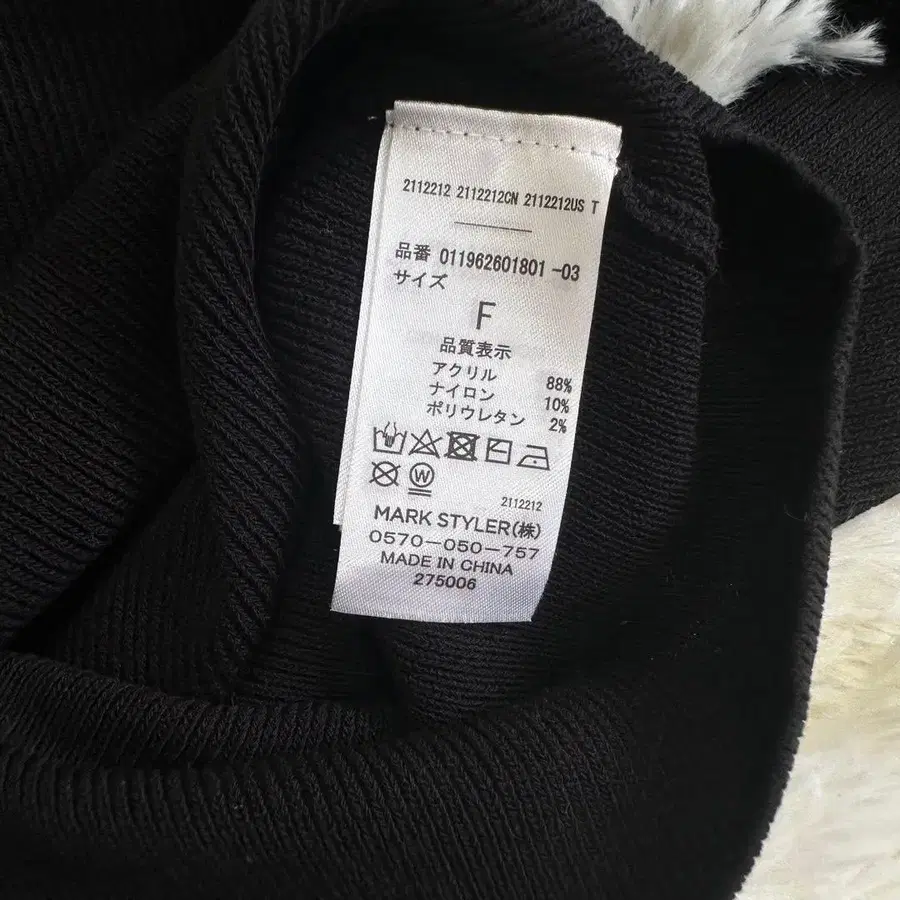 2112212 2112212CN 2112212US T
品番 011962601801-03
サイズ
F
品質表示
アクリル 88%
ナイロン 10%
ポリウレタン 2%
W
2112212
MARK STYLER(株)
0570-050-757
MADE IN CHINA
275006